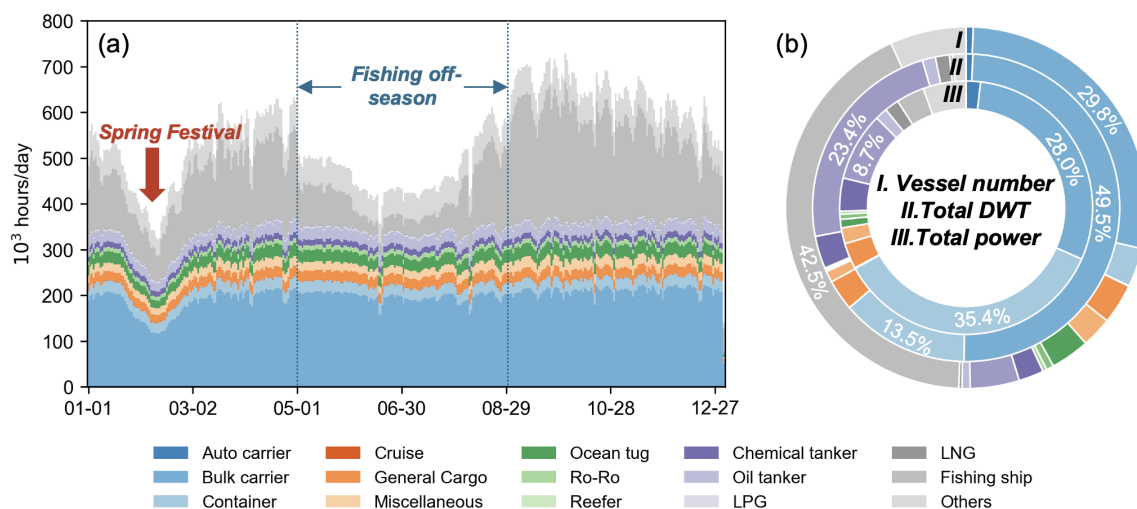 (a)
(b)
800
700
600
500
400
300
200
100
0
10³ hours/day
Spring Festival
Fishing off-
season
01-01
03-02
05-01
06-30
08-29
10-28
12-27
I
II
III
29.8%
49.5%
28.0%
23.4%
8.7%
42.5%
13.5%
35.4%
I. Vessel number
II.Total DWT
III.Total power
Auto carrier
Bulk carrier
Container
Cruise
General Cargo
Miscellaneous
Ocean tug
Ro-Ro
Reefer
Chemical tanker
Oil tanker
LPG
LNG
Fishing ship
Others